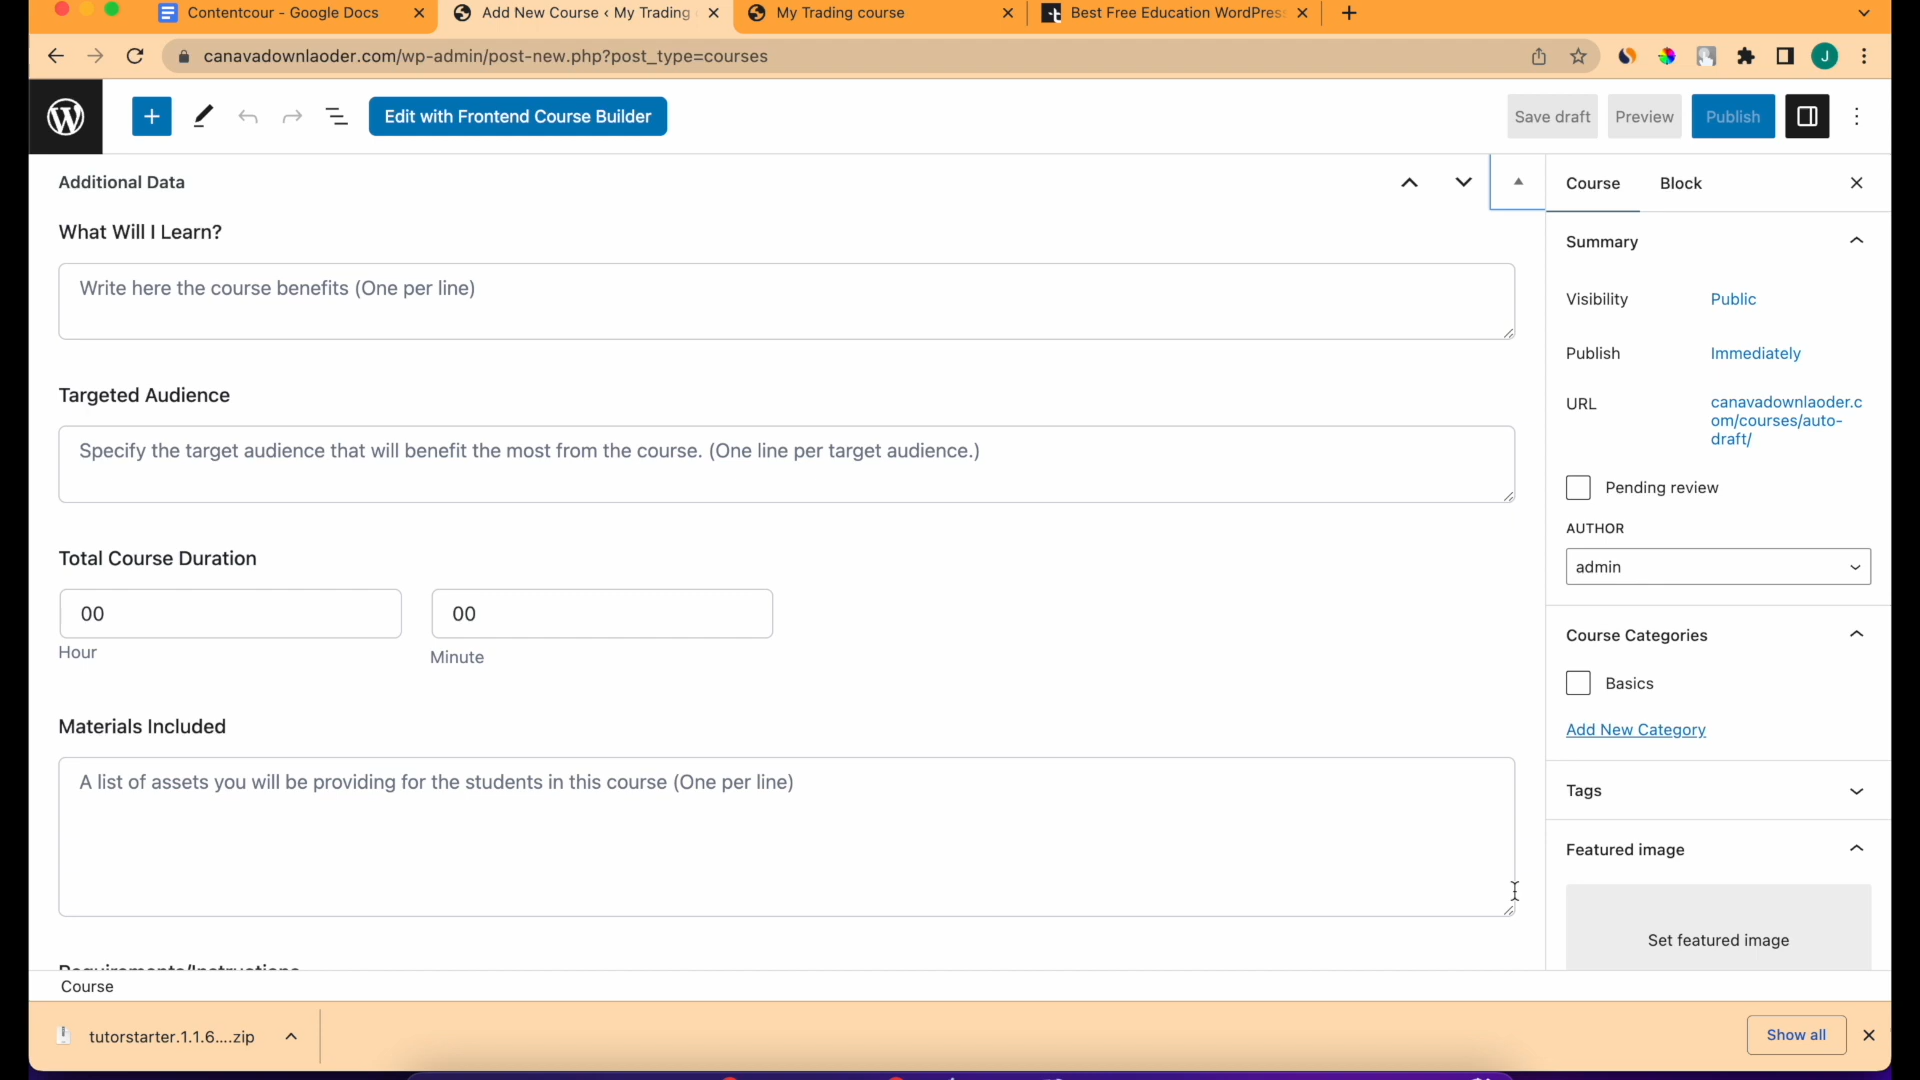 Contentcour - Google Docs
Add New Course ‹ My Trading
My Trading course
Best Free Education WordPress
canavadownlaoder.com/wp-admin/post-new.php?post_type=courses
J
Edit with Frontend Course Builder
Save draft
Preview
Publish
Additional Data
Course
Block
What Will I Learn?
Write here the course benefits (One per line)
Summary
Visibility
Public
Publish
Immediately
URL
canavadownlaoder.c
om/courses/auto-
draft/
Targeted Audience
Specify the target audience that will benefit the most from the course. (One line per target audience.)
Pending review
AUTHOR
admin
Total Course Duration
00
00
Hour
Minute
Course Categories
Basics
Add New Category
Materials Included
A list of assets you will be providing for the students in this course (One per line)
Tags
Featured image
Set featured image
Requirements/Instructions
Course
tutorstarter.1.1.6....zip
Show all